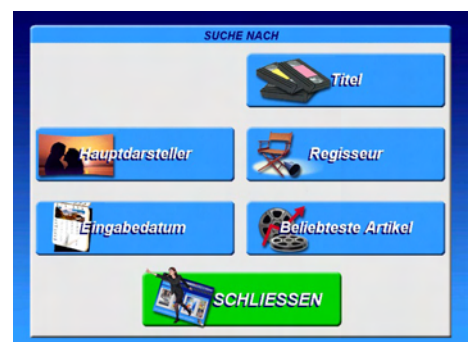 SUCHE NACH
Titel
Hauptdarsteller
Regisseur
Eingabedatum
Beliebteste Artikel
SCHLIESSEN